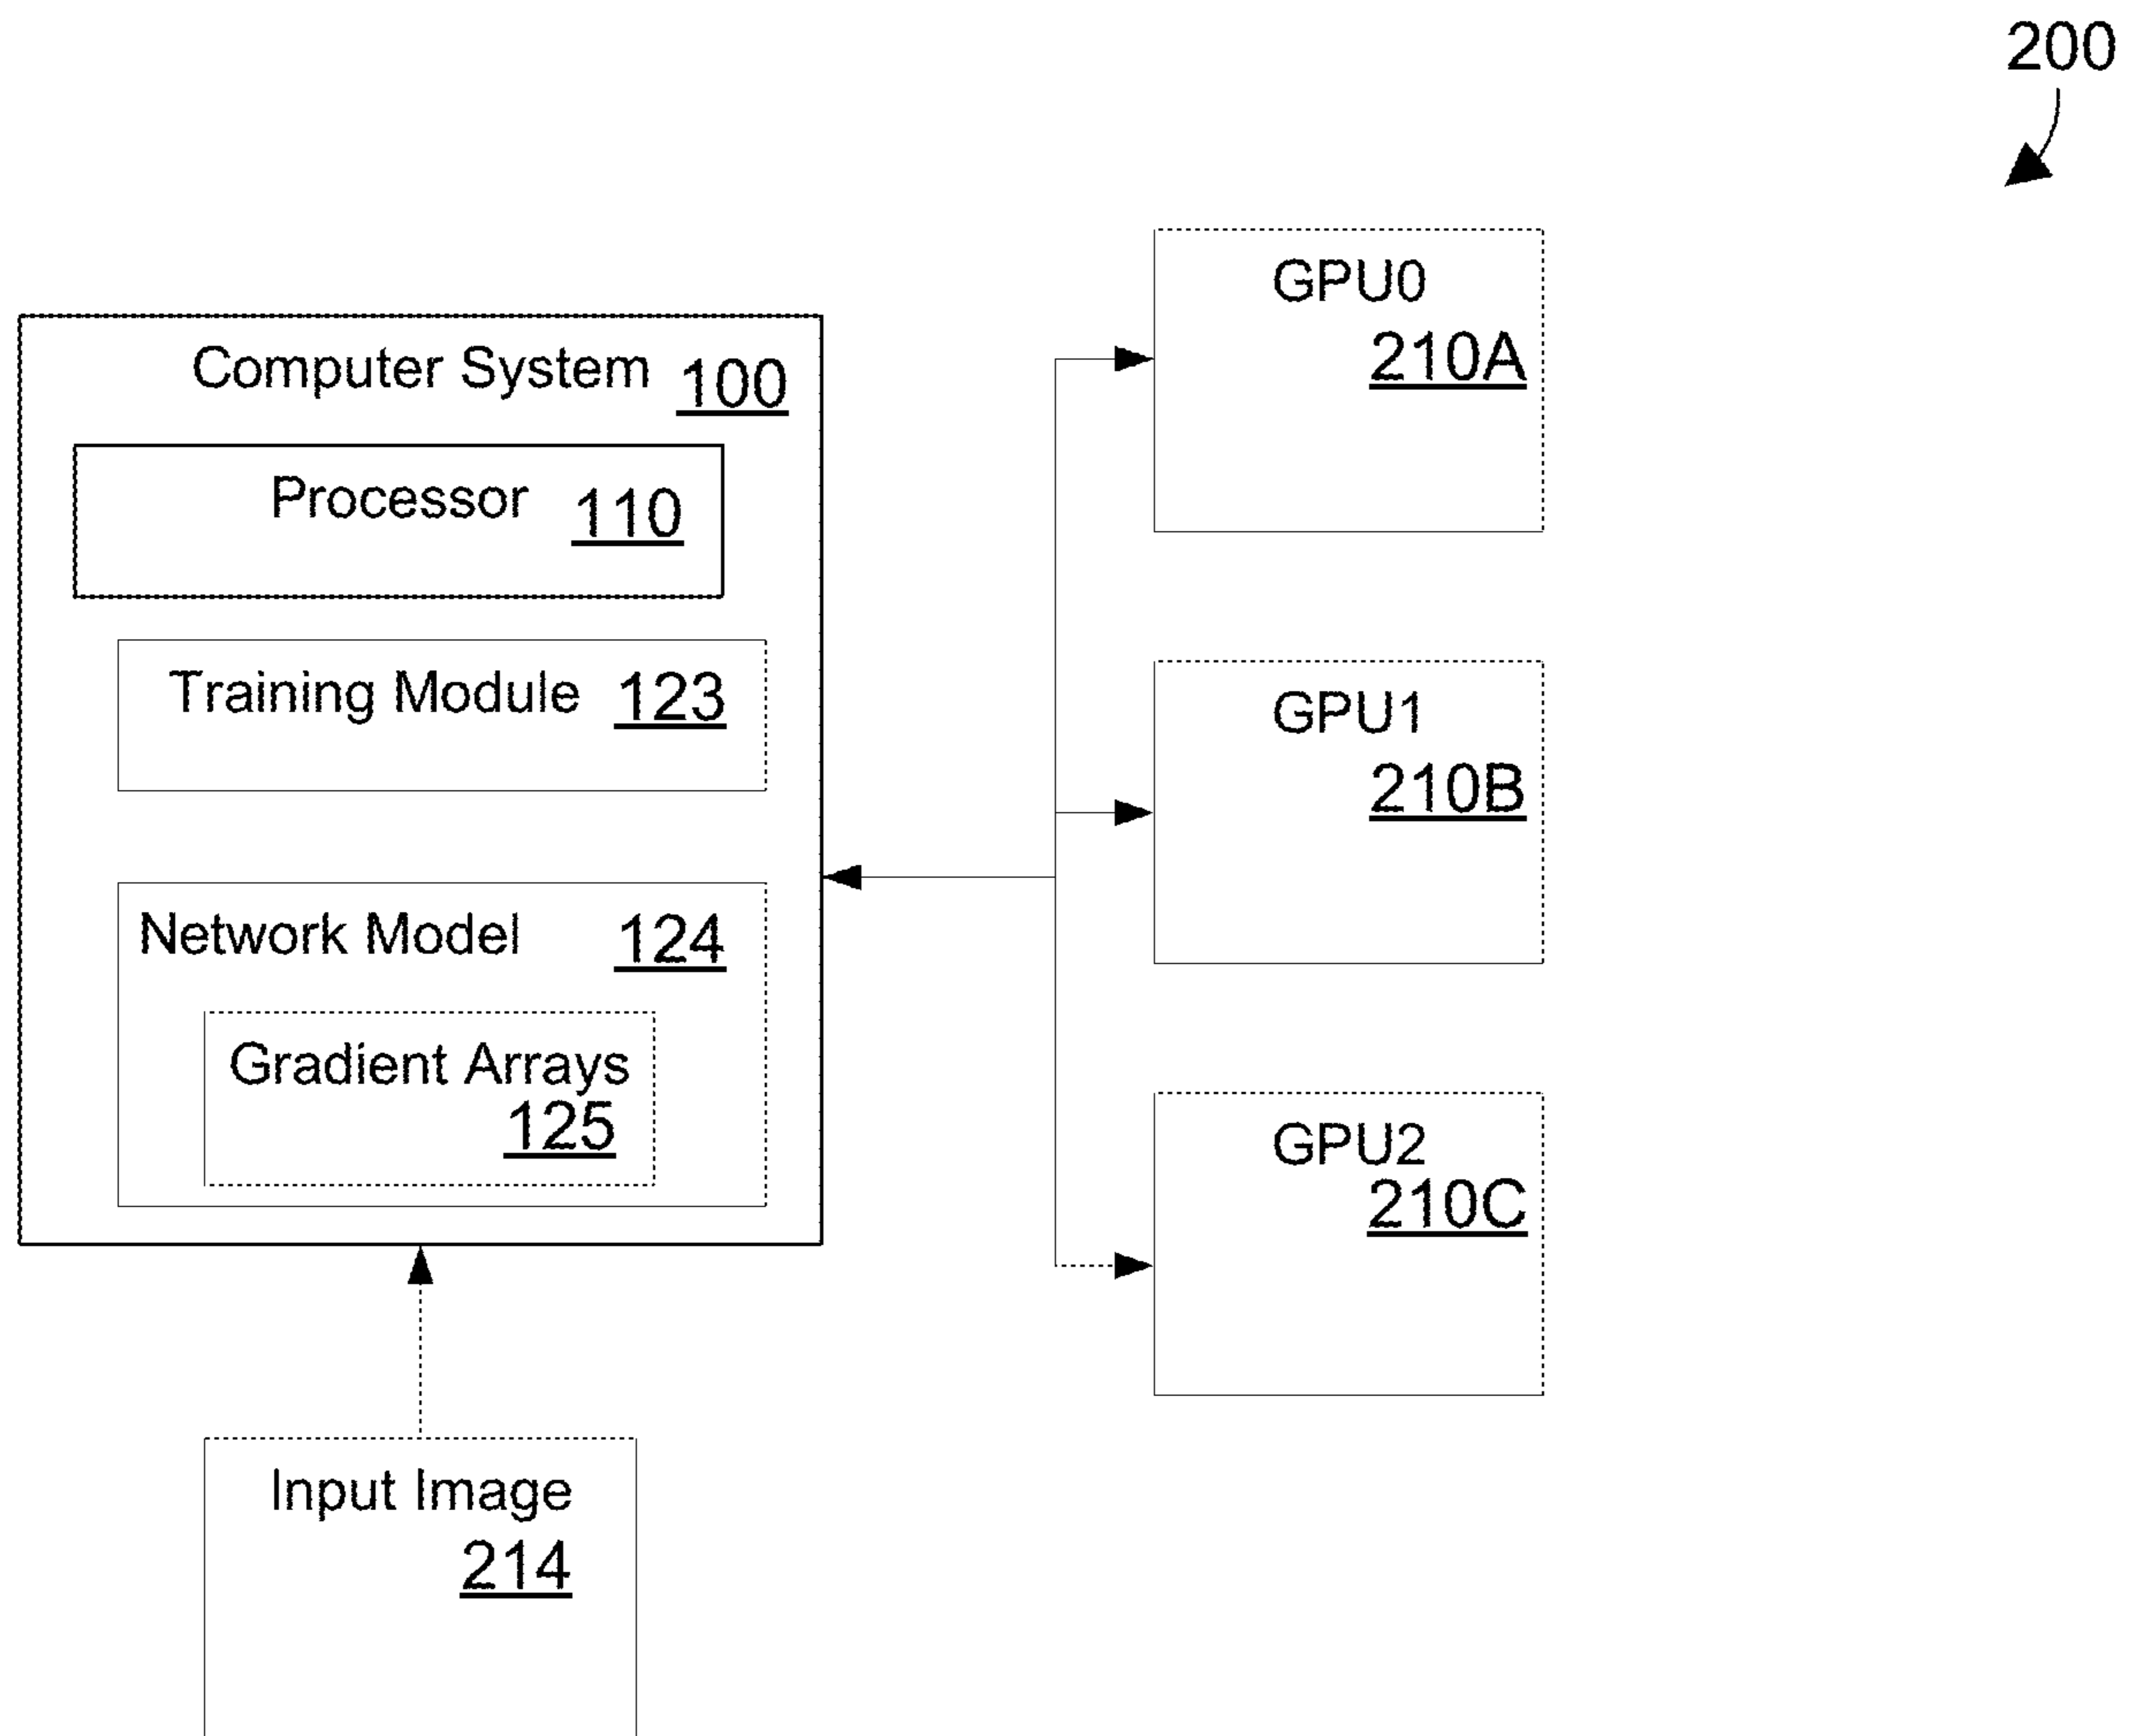 200
Computer System 100
Processor 110
Training Module 123
Network Model 124
Gradient Arrays
125
GPU0
210A
GPU1
210B
GPU2
210C
Input Image
214